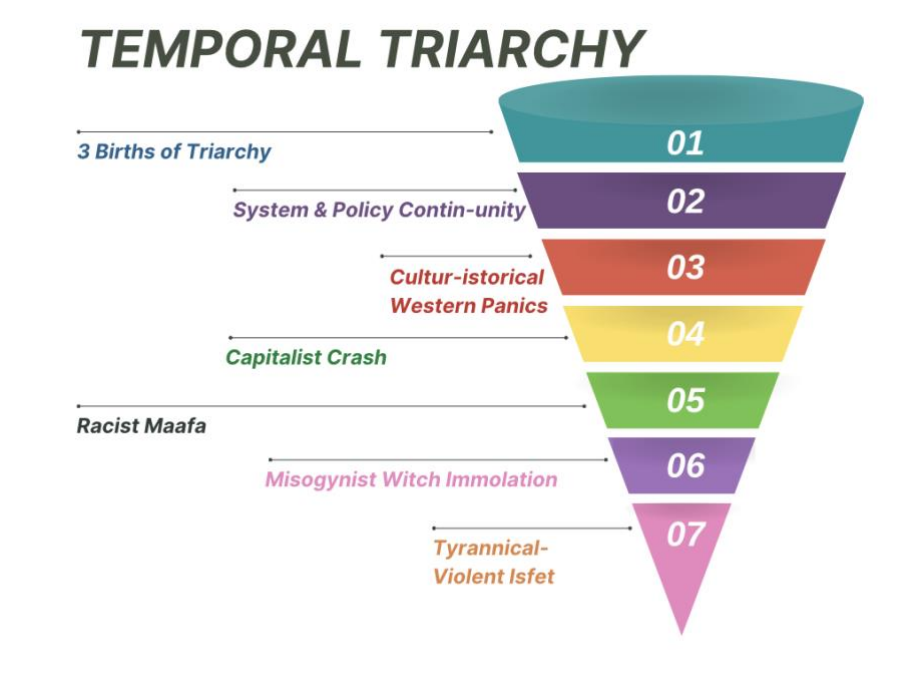 TEMPORAL TRIARCHY
01
3 Births of Triarchy
02
System & Policy Contin-unity
03
Cultur-istorical
Western Panics
04
Capitalist Crash
05
Racist Maafa
06
Misogynist Witch Immolation
07
Tyrannical-
Violent Isfet